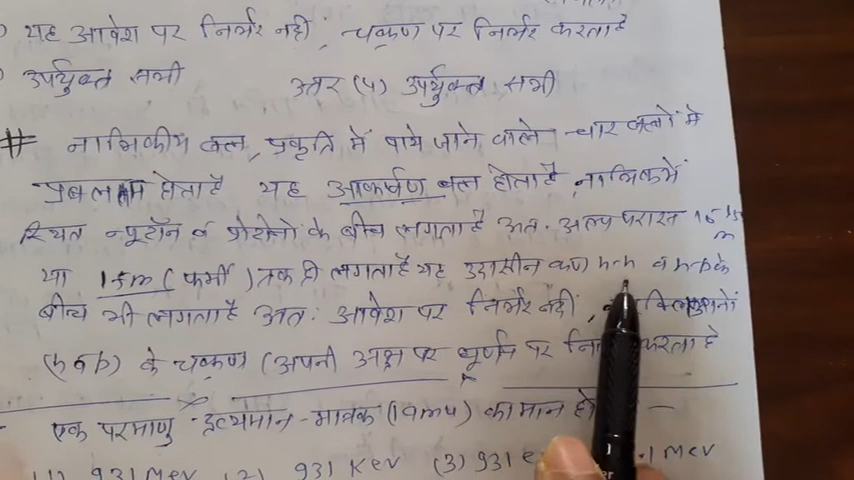 यह आवेश पर निर्भर नहीं, चक्रण पर निर्भर करता है
उपर्युक्त सभी उत्तर (4) उपर्युक्त सभी
# नाभिकीय बल, प्रकृति में पाये जाने वाले चार बलों मे
प्रबलतम होता है यह आकर्षण बल होता है, नाभिक में
स्थित न्यूट्रॉन व प्रोटोनो के बीच लगता है अत. अल्प परास 10-15 m
या 1fm (फर्मी) तक ही लगता है यह उदासीन कण n-n व n-p के
बीच भी लगता है अत: आवेश पर निर्भर नहीं,
के चक्रण (अपनी अक्ष पर घूर्णन पर करता है
एक परमाणु द्रव्यमान-मात्रक (1amu) का मान
(1) 931 Mev (2) 931 Kev (3) 931 Mev